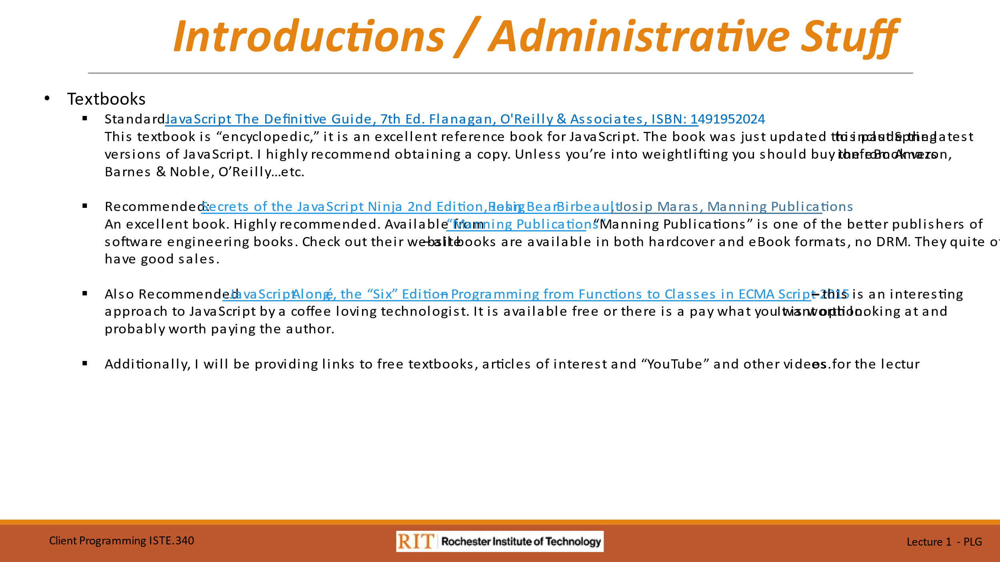 Introductions / Administrative Stuff
• Textbooks
▪ Standard: JavaScript The Definitive Guide, 7th Ed. Flanagan, O'Reilly & Associates, ISBN: 1491952024
This textbook is “encyclopedic,” it is an excellent reference book for JavaScript. The book was just updated this past Spring to include the latest
versions of JavaScript. I highly recommend obtaining a copy. Unless you’re into weightlifting you should buy the eBook version from Amazon,
Barnes & Noble, O’Reilly…etc.
▪ Recommended: Secrets of the JavaScript Ninja 2nd Edition, Resig, Bear Birbeault, Josip Maras, Manning Publications
An excellent book. Highly recommended. Available from “Manning Publications” “Manning Publications” is one of the better publishers of
software engineering books. Check out their website – all books are available in both hardcover and eBook formats, no DRM. They quite of
have good sales.
▪ Also Recommended: JavaScript Allongé, the “Six” Edition – Programming from Functions to Classes in ECMA Script 2015 – this is an interesting
approach to JavaScript by a coffee loving technologist. It is available free or there is a pay what you want option. It is worth looking at and
probably worth paying the author.
▪ Additionally, I will be providing links to free textbooks, articles of interest and “YouTube” and other videos for the lectures.
Client Programming ISTE.340
RIT Rochester Institute of Technology
Lecture 1 - PLG